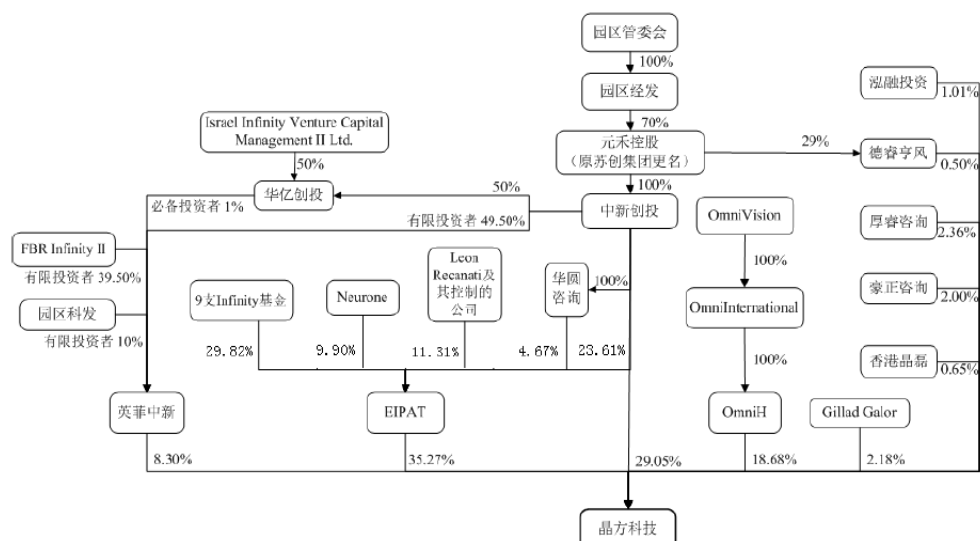 园区管委会
100%
园区经发
泓融投资
1.01%
70%
Israel Infinity Venture Capital
Management II Ltd.
元禾控股
（原苏创集团更名）
29%
德睿亨风
0.50%
50%
100%
华亿创投
50%
必备投资者 1%
有限投资者 49.50%
中新创投
OmniVision
厚睿咨询
2.36%
FBR Infinity II
有限投资者 39.50%
Leon
Recanati及
其控制的
公司
华圆
咨询
100%
100%
9支Infinity基金
Neurone
OmniInternational
豪正咨询
2.00%
园区科发
有限投资者 10%
29.82%
9.90%
11.31%
4.67%
23.61%
100%
香港晶磊
0.65%
英菲中新
EIPAT
OmniH
Gillad Galor
8.30%
35.27%
29.05%
18.68%
2.18%
晶方科技